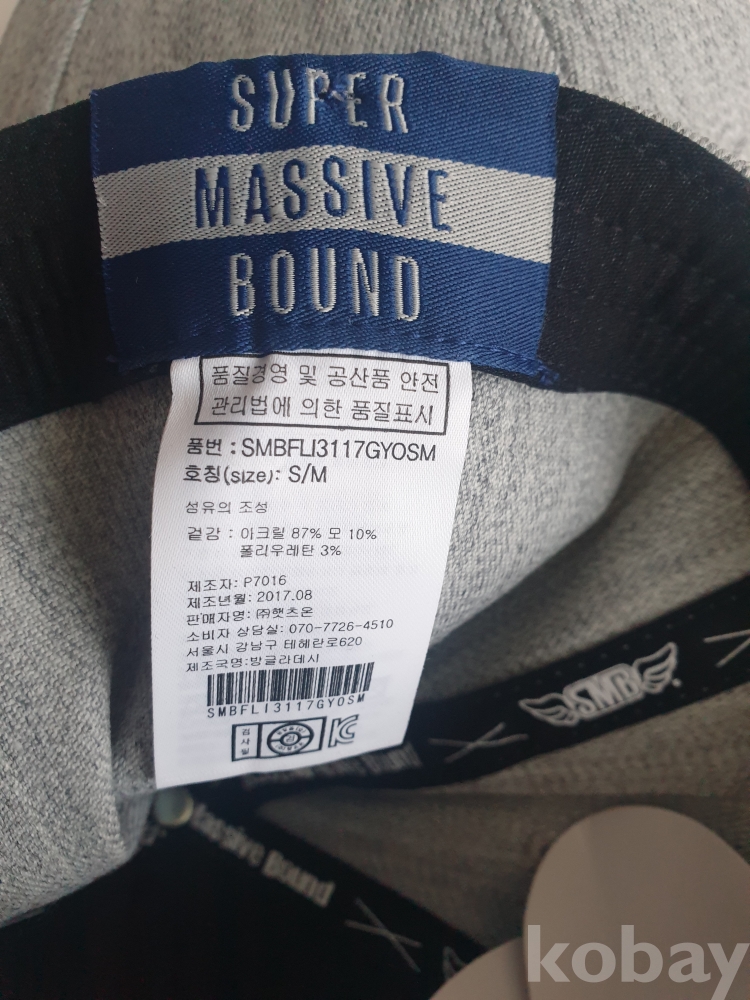 SUPER
MASSIVE
BOUND
품질경영 및 공산품 안전
관리법에 의한 품질표시
품번 : SMBFLI3117GYOSM
호칭(size): S/M
섬유의 조성
겉감 : 아크릴 87% 모 10%
폴리우레탄 3%
제조자: P7016
제조년월: 2017.08
판매자명: ㈜햇츠온
소비자 상담실: 070-7726-4510
서울시 강남구 테헤란로620
제조국명:방글라데시
SMBFLI3117GYOSM
검사필
SMB
Massive Bound
kobay